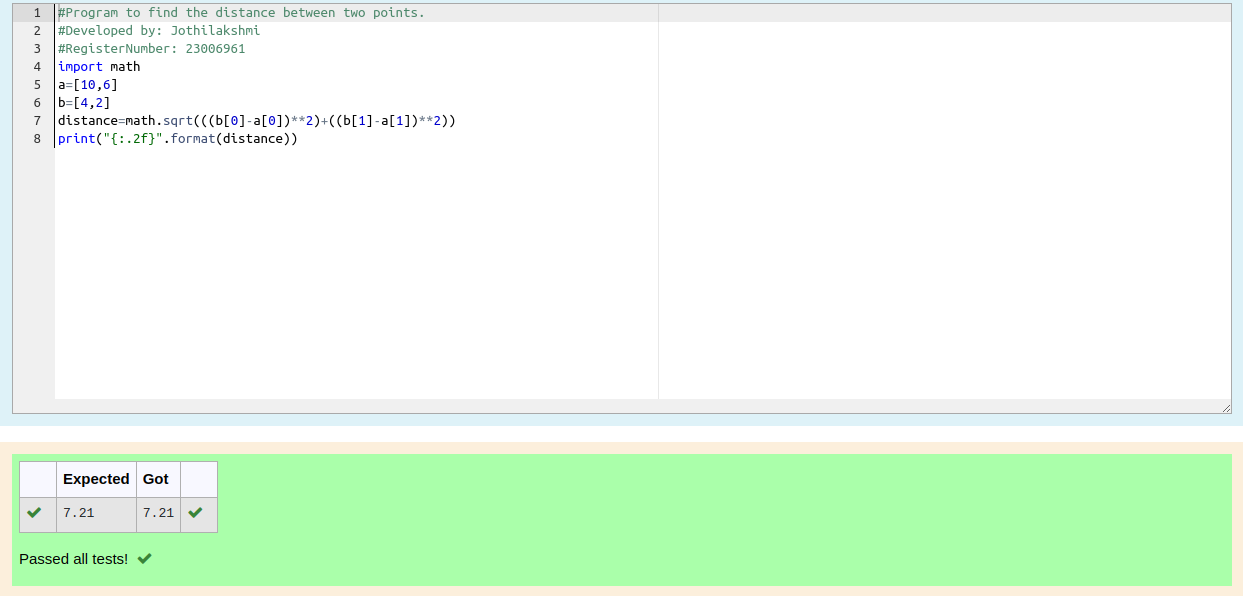 1 #Program to find the distance between two points.
2 #Developed by: Jothilakshmi
3 #RegisterNumber: 23006961
4 import math
5 a=[10,6]
6 b=[4,2]
7 distance=math.sqrt(((b[0]-a[0])**2)+((b[1]-a[1])**2))
8 print("{:.2f}".format(distance))
Expected Got
7.21 7.21
Passed all tests!